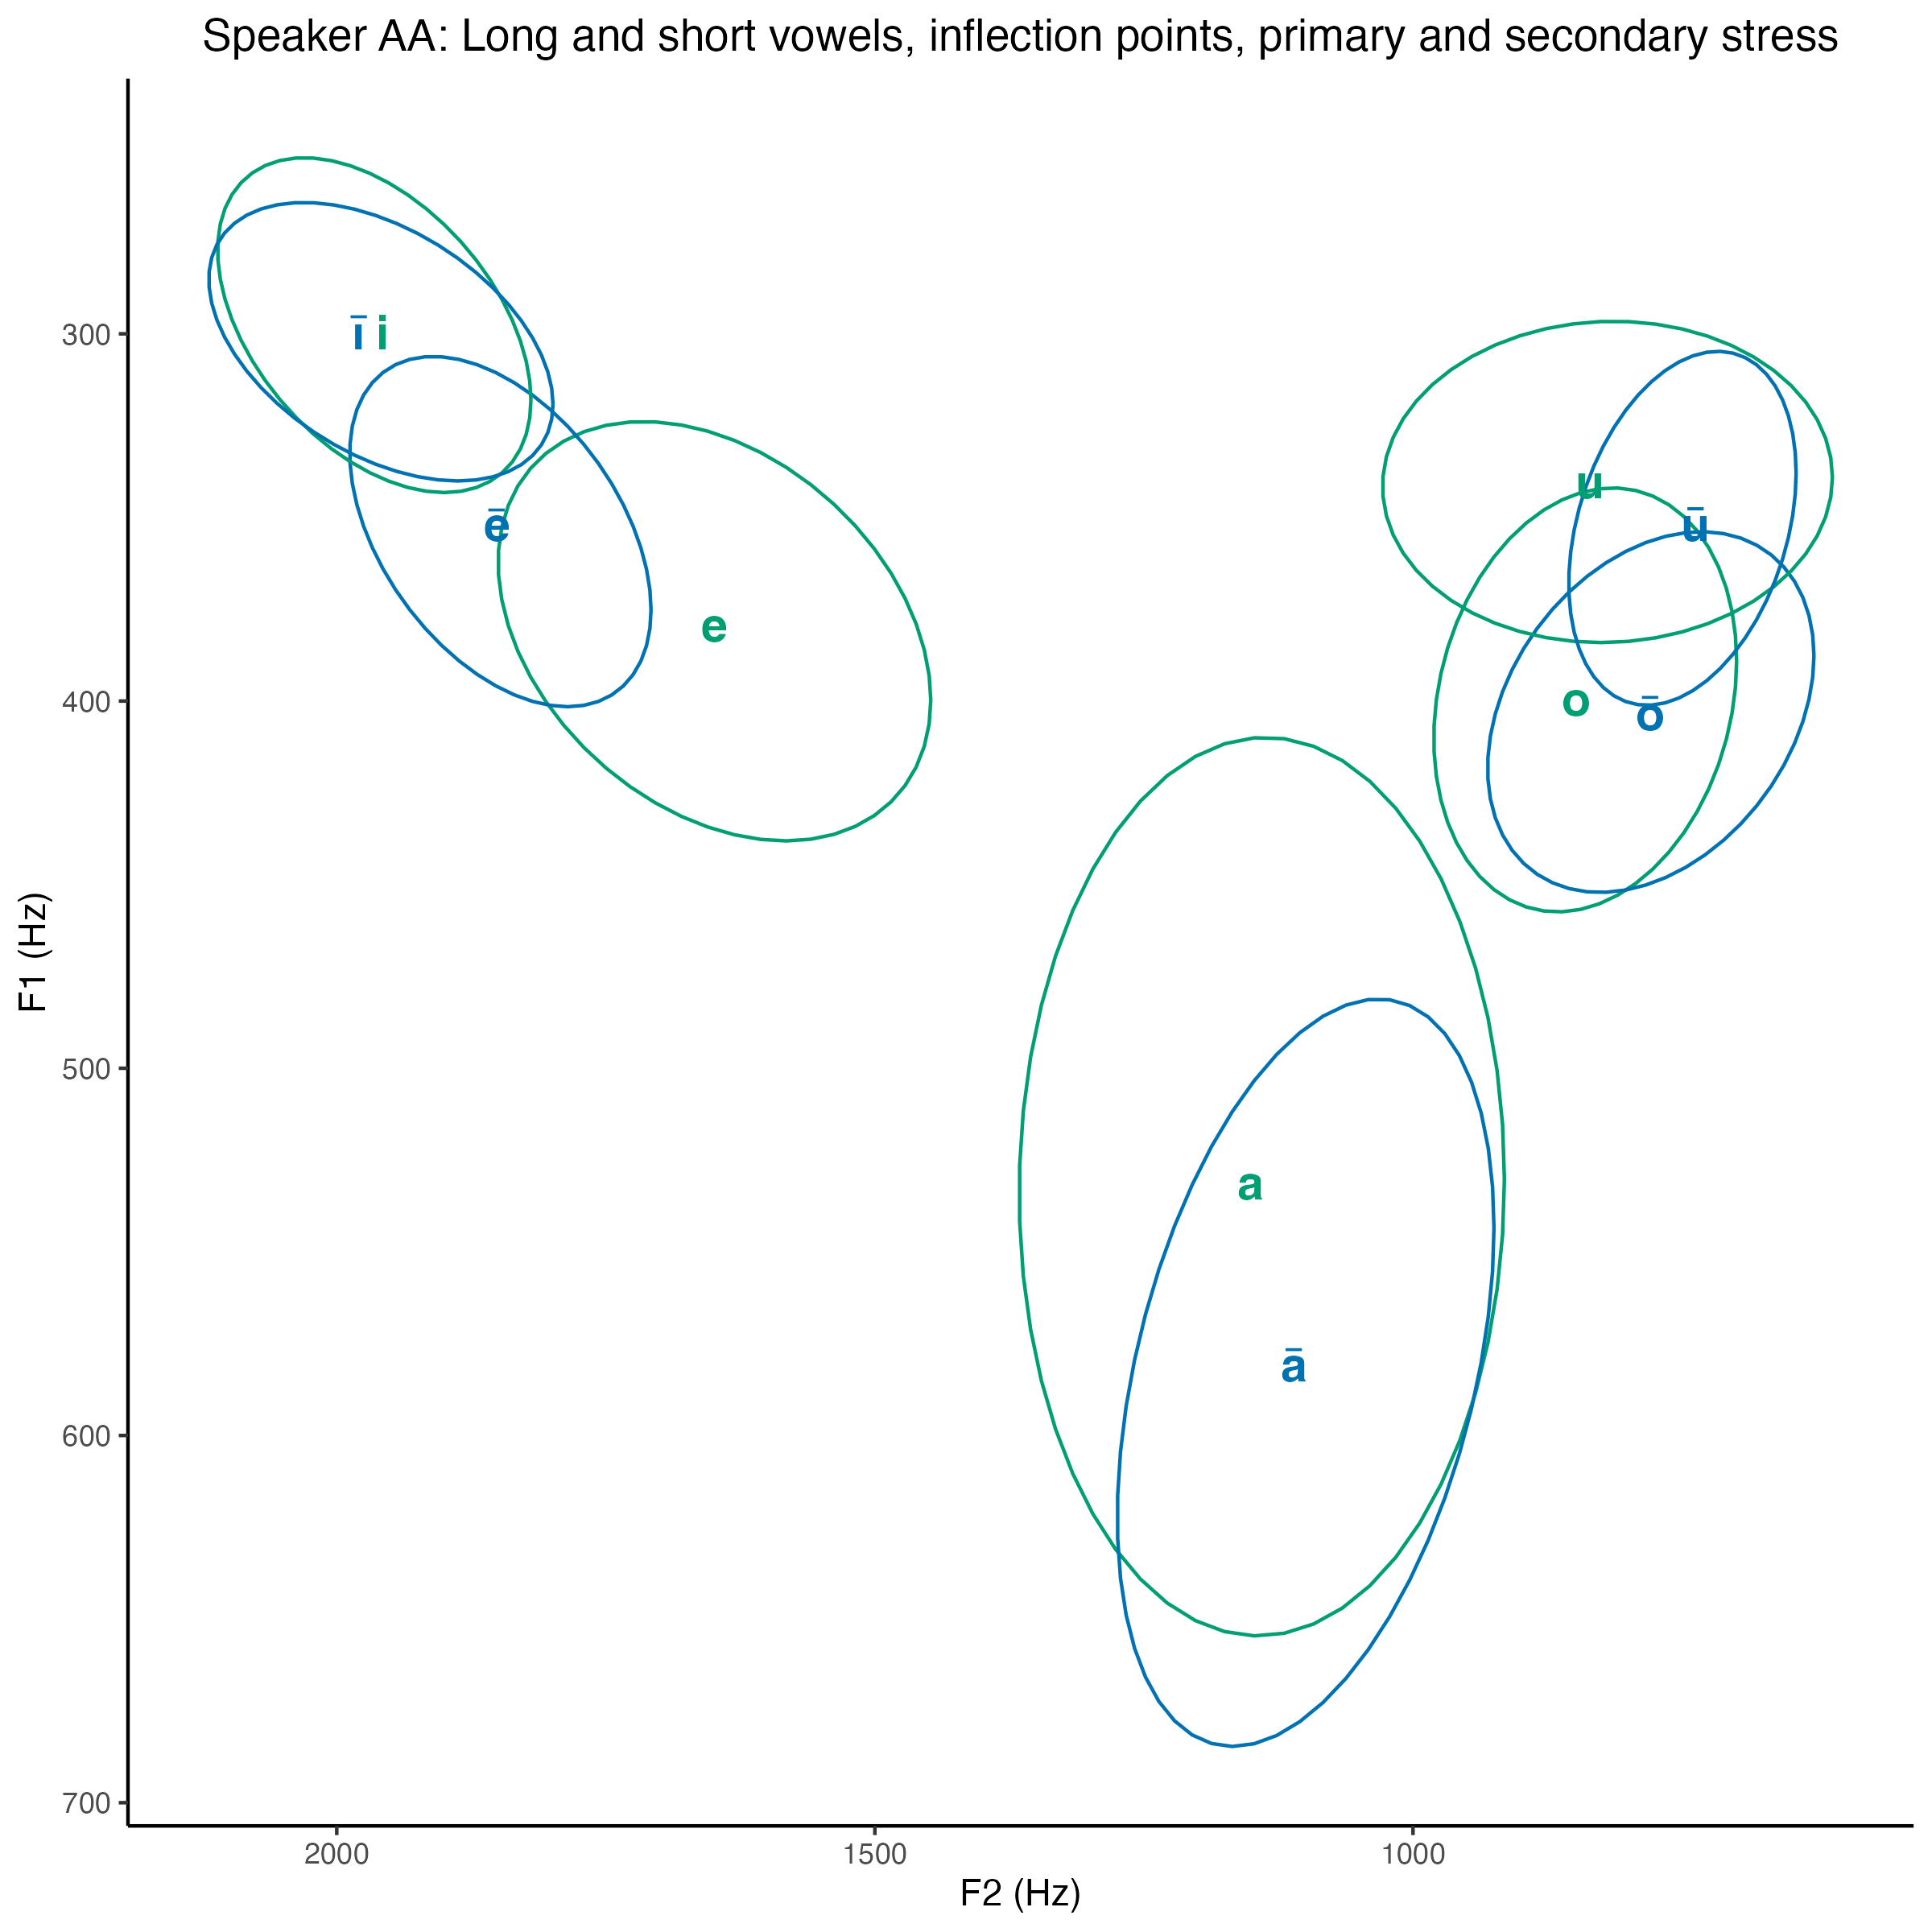 Speaker AA: Long and short vowels, inflection points, primary and secondary stress
300
ī i
u
ū
ē
e
400
o
ō
F1 (Hz)
500
a
ā
600
700
2000 1500 1000
F2 (Hz)